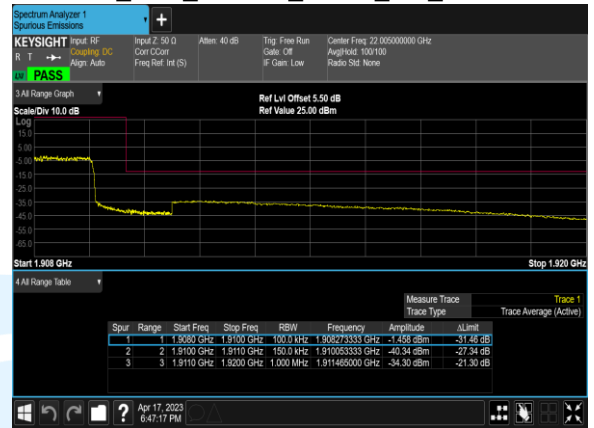 Spectrum Analyzer 1
Spurious Emissions
+
KEYSIGHT Input: RF Input Z: 50 Ω Atten: 40 dB Trig: Free Run Center Freq: 22.005000000 GHz
R T Coupling: DC Corr CCorr Gate: Off Avg|Hold: 100/100
Align: Auto Freq Ref: Int (S) IF Gain: Low Radio Std: None
PASS
3 All Range Graph
Ref Lvl Offset 5.50 dB
Scale/Div 10.0 dB Ref Value 25.00 dBm
Log
15.0
5.00
-5.00
-15.0
-25.0
-35.0
-45.0
-55.0
-65.0
Start 1.908 GHz Stop 1.920 GHz
4 All Range Table
Measure Trace Trace 1
Trace Type Trace Average (Active)
Spur Range Start Freq Stop Freq RBW Frequency Amplitude ΔLimit
1 1 1.9080 GHz 1.9100 GHz 100.0 kHz 1.908273333 GHz -1.458 dBm -31.46 dB
2 2 1.9100 GHz 1.9110 GHz 150.0 kHz 1.910053333 GHz -40.34 dBm -27.34 dB
3 3 1.9110 GHz 1.9200 GHz 1.000 MHz 1.911465000 GHz -34.30 dBm -21.30 dB
?
Apr 17, 2023
6:47:17 PM